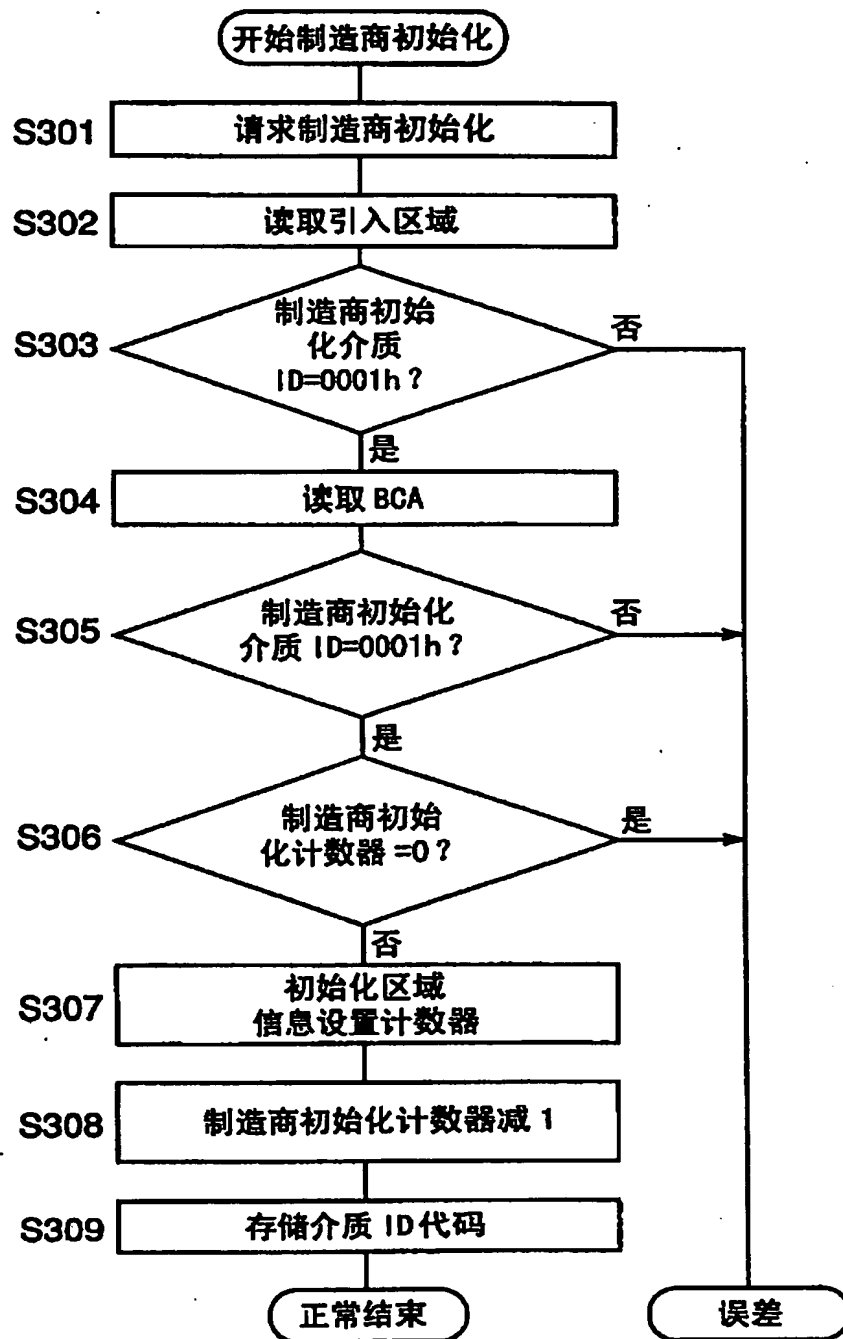 开始制造商初始化
S301
请求制造商初始化
S302
读取引入区域
S303
制造商初始
化介质
ID=0001h?
否
是
S304
读取 BCA
S305
制造商初始化
介质 ID=0001h?
否
是
S306
制造商初始
化计数器=0?
是
否
S307
初始化区域
信息设置计数器
S308
制造商初始化计数器减 1
S309
存储介质 ID代码
正常结束
误差